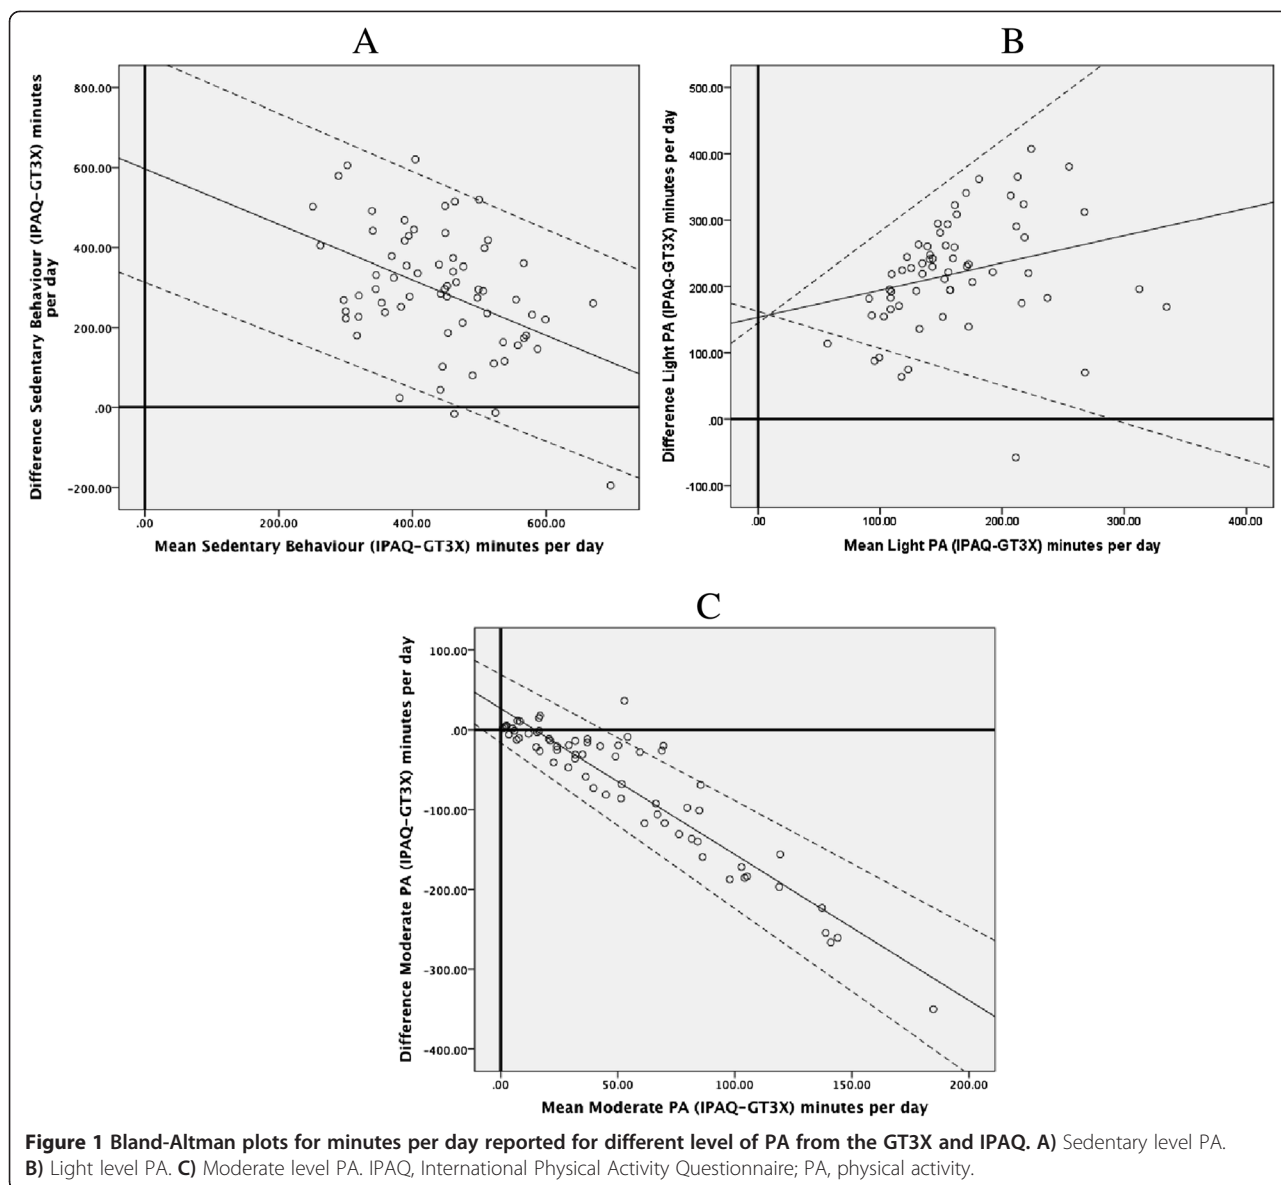 A
Difference Sedentary Behaviour (IPAQ-GT3X) minutes
per day
800.00
600.00
400.00
200.00
.00
-200.00
.00 200.00 400.00 600.00
Mean Sedentary Behaviour (IPAQ-GT3X) minutes per day
B
Difference Light PA (IPAQ-GT3X) minutes per day
500.00
400.00
300.00
200.00
100.00
.00
-100.00
.00 100.00 200.00 300.00 400.00
Mean Light PA (IPAQ-GT3X) minutes per day
C
Difference Moderate PA (IPAQ-GT3X) minutes per day
100.00
.00
-100.00
-200.00
-300.00
-400.00
.00 50.00 100.00 150.00 200.00
Mean Moderate PA (IPAQ-GT3X) minutes per day
Figure 1 Bland-Altman plots for minutes per day reported for different level of PA from the GT3X and IPAQ. A) Sedentary level PA.
B) Light level PA. C) Moderate level PA. IPAQ, International Physical Activity Questionnaire; PA, physical activity.